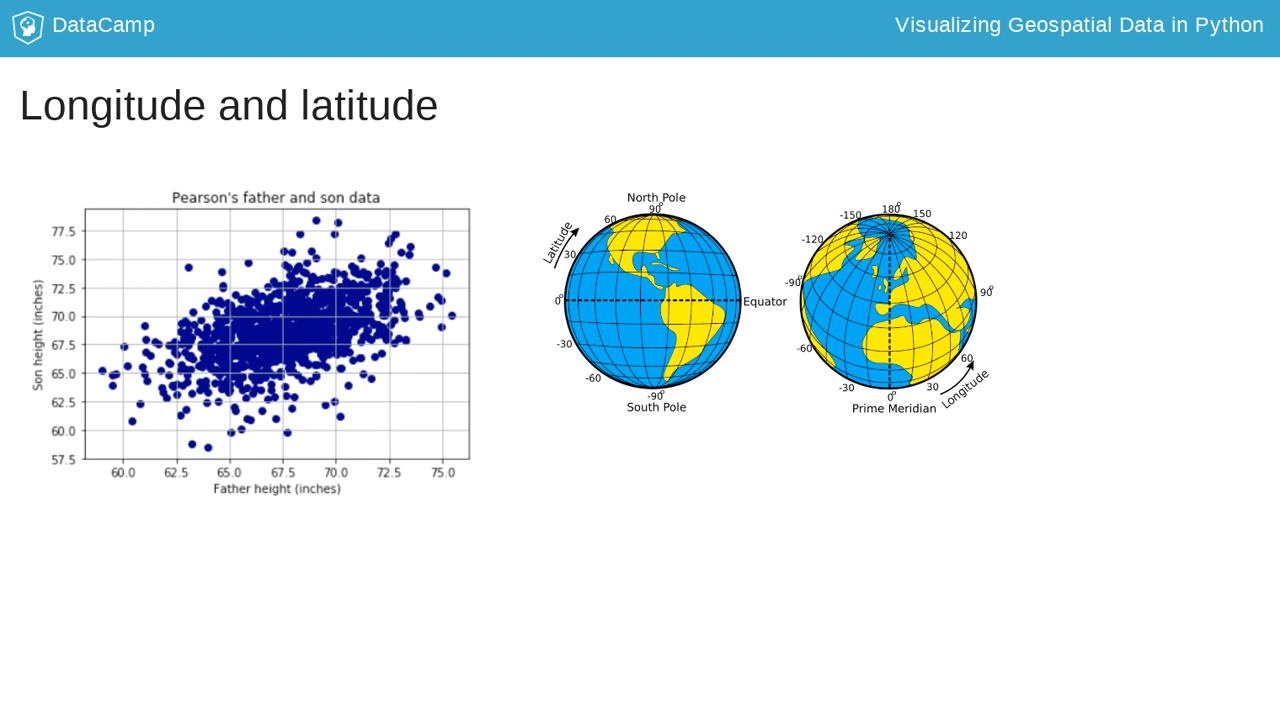 DataCamp
Visualizing Geospatial Data in Python
Longitude and latitude
Pearson's father and son data
77.5
75.0
72.5
70.0
67.5
65.0
62.5
60.0
57.5
Son height (inches)
60.0 62.5 65.0 67.5 70.0 72.5 75.0
Father height (inches)
North Pole
90°
60
Latitude
30
0°
Equator
-30
-60
-90°
South Pole
180°
-150
150
-120
120
-90°
90°
-60
60
-30
30
0°
Longitude
Prime Meridian